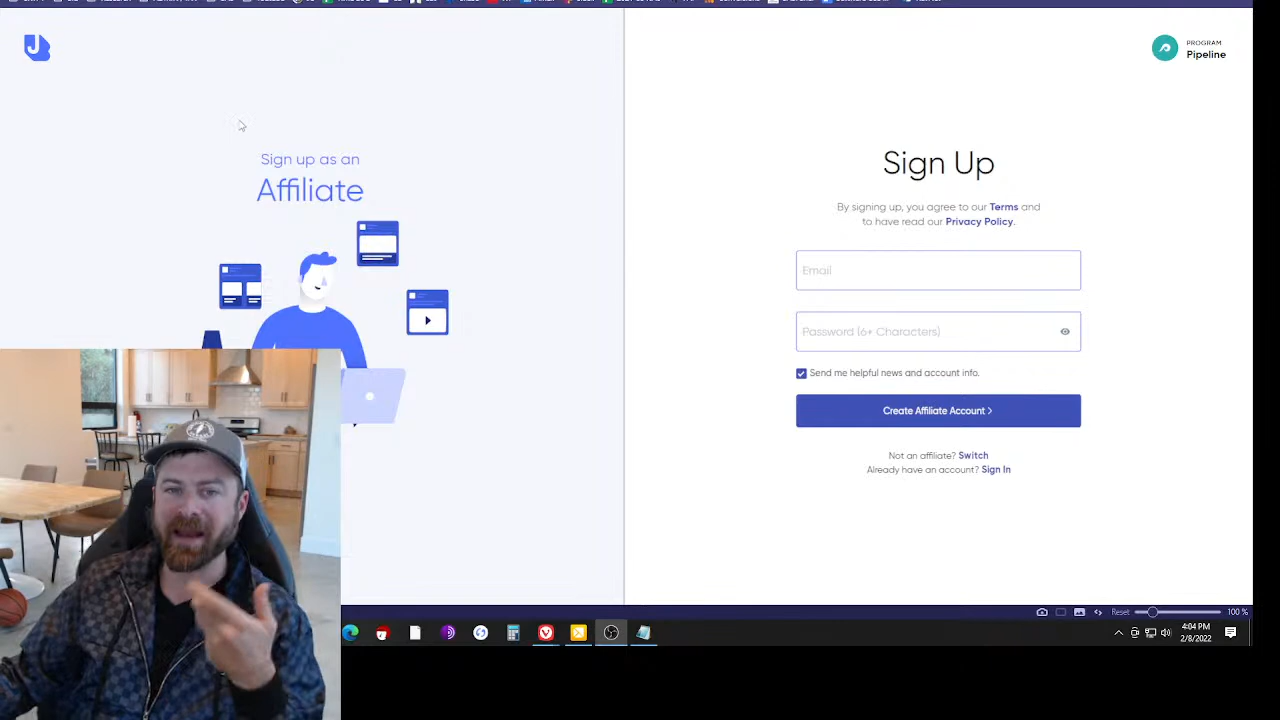 J
PROGRAM
Pipeline
Sign up as an
Affiliate
Sign Up
By signing up, you agree to our Terms and
to have read our Privacy Policy.
Email
Password (6+ Characters)
Send me helpful news and account info.
Create Affiliate Account >
Not an affiliate? Switch
Already have an account? Sign In
Reset
100 %
4:04 PM
2/8/2022